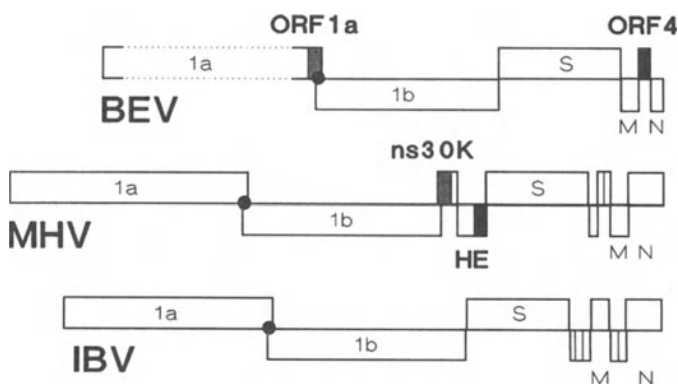 ORF1a ORF4
1a S
1b
BEV M N
ns30K
1a S
1b
MHV M N
HE
1a S
1b
IBV M N